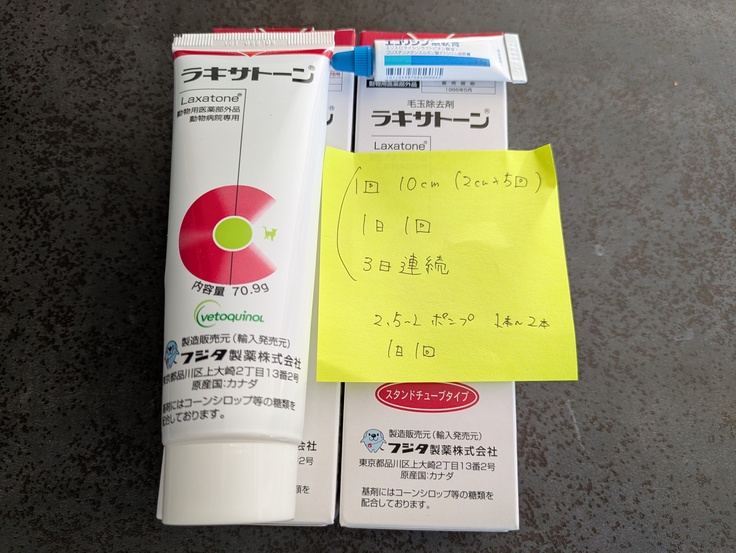 ラキサトーン®
Laxatone®
動物用医薬部外品
動物病院専用
内容量 70.9g
vetoquinol
製造販売元(輸入発売元)
フジタ製薬株式会社
東京都品川区上大崎2丁目13番2号
原産国:カナダ
基剤にはコーンシロップ等の糖類を
配合しております。
動物用医薬部外品
1986年5月
毛玉除去剤
ラキサトーン®
Laxatone®
1回 10cm (2cm×5回)
1日 1回
3日連続
ポンプ 1本~2本
1日1回
スタンドチューブタイプ
製造販売元(輸入発売元)
フジタ製薬株式会社
東京都品川区上大崎2丁目13番2号
原産国:カナダ
基剤にはコーンシロップ等の糖類を
配合しております。
会社
2号
を